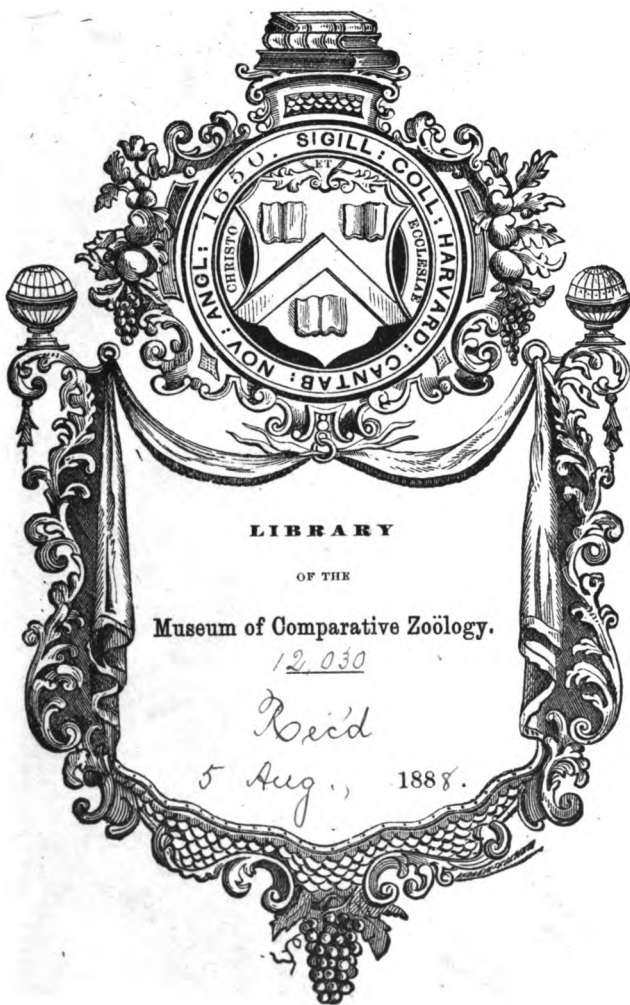 SIGILL: COLL: HARVARD: CANTAB: NOV: ANGL: 1650.
ET
CHRISTO
ECCLESIAE
LIBRARY
OF THE
Museum of Comparative Zoölogy.
12,030
Rec'd
5 Aug., 1888.